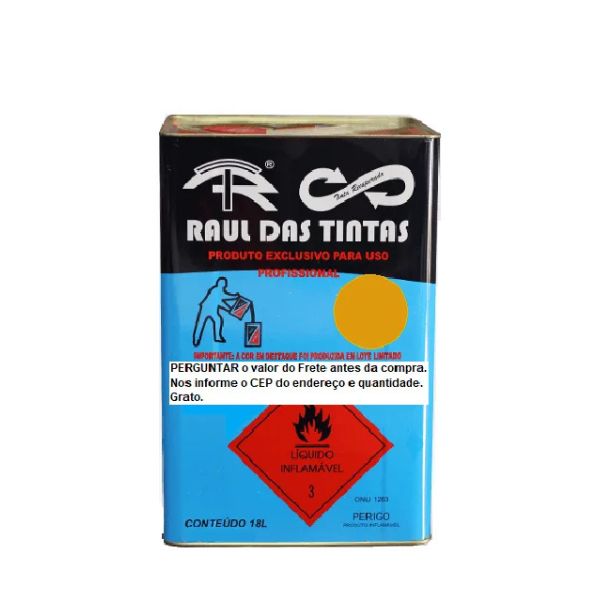 ®
Tinta Recuperada
RAUL DAS TINTAS
PRODUTO EXCLUSIVO PARA USO
PROFISSIONAL
IMPORTANTE: A COR EM DESTAQUE FOI PRODUZIDA EM LOTE LIMITADO
PERGUNTAR o valor do Frete antes da compra.
Nos informe o CEP do endereço e quantidade.
Grato.
LÍQUIDO
INFLAMÁVEL
3
ONU 1263
PERIGO
PRODUTO INFLAMÁVEL
CONTEÚDO 18L